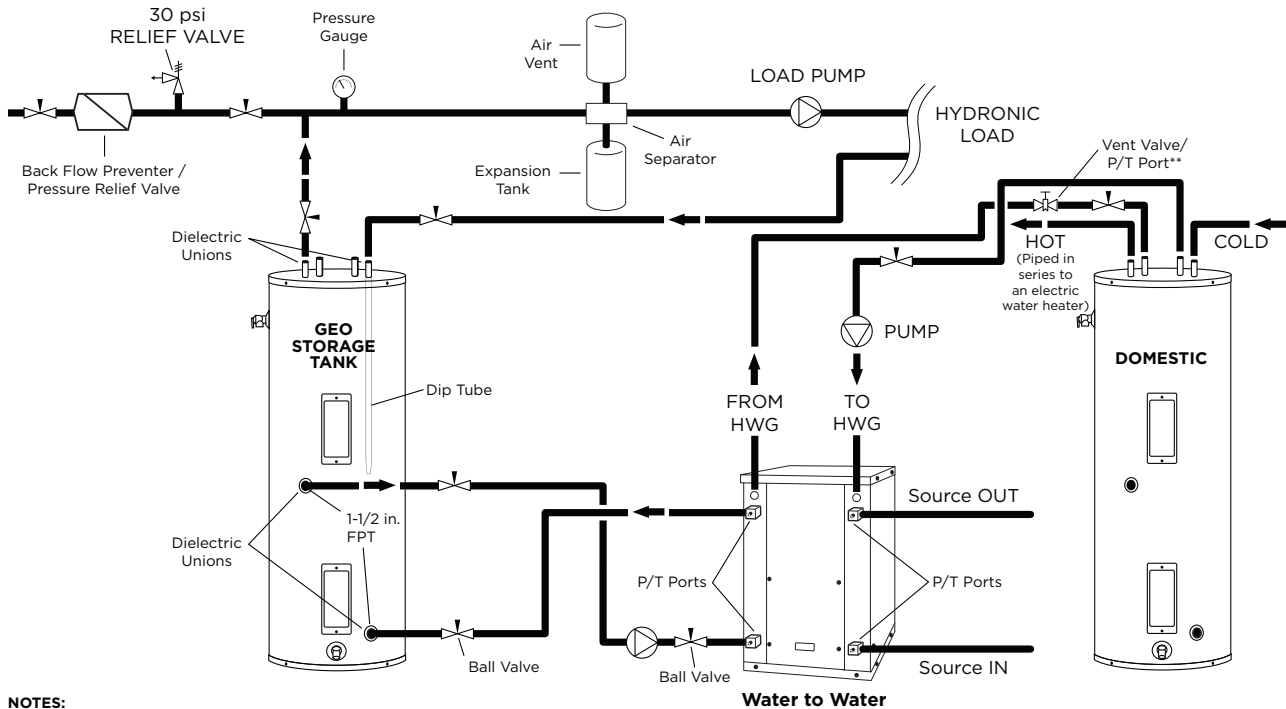 30 psi
RELIEF VALVE
Pressure
Gauge
Air
Vent
LOAD PUMP
HYDRONIC
LOAD
Vent Valve/
P/T Port**
Back Flow Preventer /
Pressure Relief Valve
Air
Separator
Expansion
Tank
Dielectric
Unions
HOT
(Piped in
series to
an electric
water heater)
COLD
GEO
STORAGE
TANK
PUMP
DOMESTIC
Dip Tube
FROM
HWG
TO
HWG
Source OUT
1-1/2 in.
FPT
Dielectric
Unions
P/T Ports
P/T Ports
Ball Valve
Ball Valve
Source IN
Water to Water
NOTES: